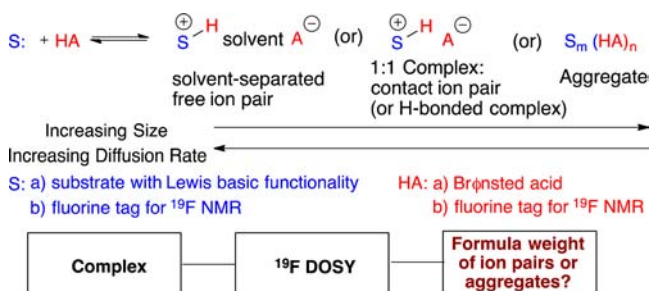 S: + HA ⇌ S⊕–H solvent A⊖ (or) S⊕–H A⊖ (or) Sm(HA)n
solvent-separated
free ion pair
1:1 Complex:
contact ion pair
(or H-bonded complex)
Aggregate
Increasing Size
Increasing Diffusion Rate
S: a) substrate with Lewis basic functionality
b) fluorine tag for 19F NMR
HA: a) Brϕnsted acid
b) fluorine tag for 19F NMR
Complex
19F DOSY
Formula weight
of ion pairs or
aggregates?